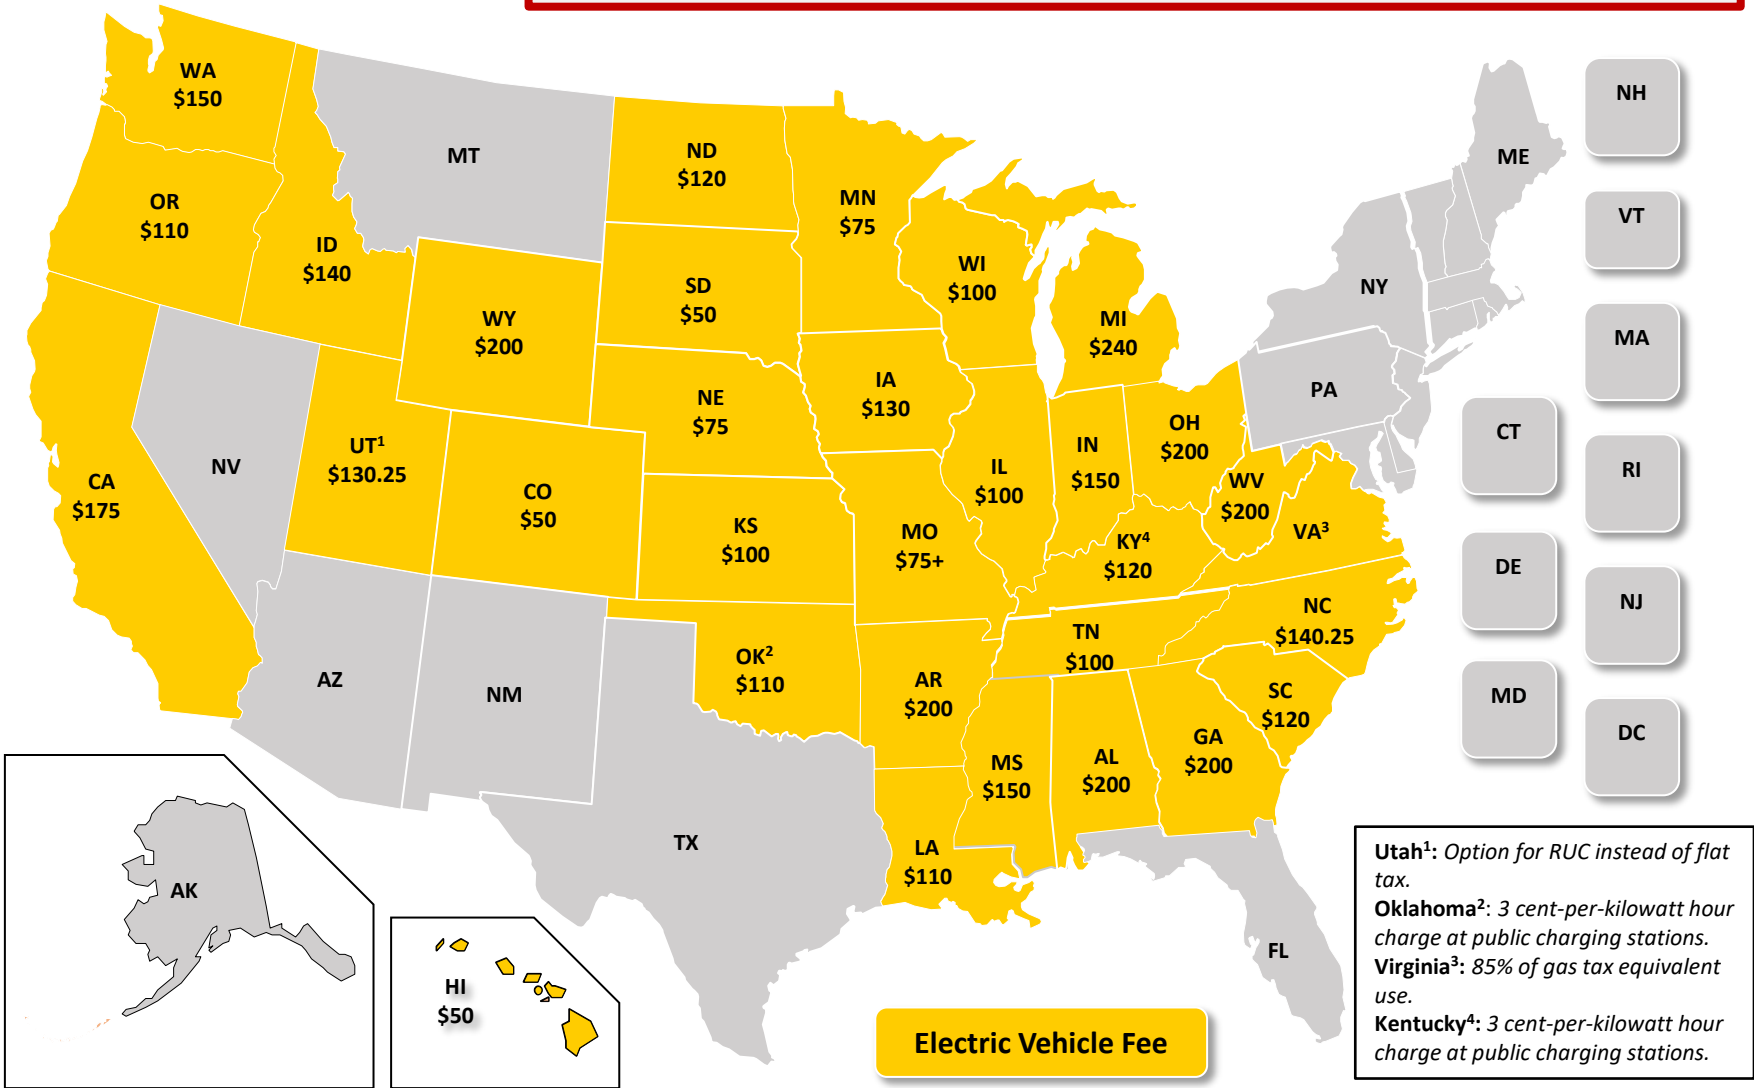 WA
$150
OR
$110
ID
$140
MT
ND
$120
MN
$75
SD
$50
WY
$200
WI
$100
MI
$240
IA
$130
NE
$75
NV
UT¹
$130.25
CA
$175
CO
$50
KS
$100
MO
$75+
IL
$100
IN
$150
OH
$200
WV
$200
VA³
KY⁴
$120
NC
$140.25
TN
$100
SC
$120
OK²
$110
AR
$200
AZ
NM
TX
MS
$150
AL
$200
GA
$200
LA
$110
FL
AK
HI
$50
NY
PA
ME
NH
VT
MA
CT
RI
DE
NJ
MD
DC
Electric Vehicle Fee
Utah¹: Option for RUC instead of flat
tax.
Oklahoma²: 3 cent-per-kilowatt hour
charge at public charging stations.
Virginia³: 85% of gas tax equivalent
use.
Kentucky⁴: 3 cent-per-kilowatt hour
charge at public charging stations.